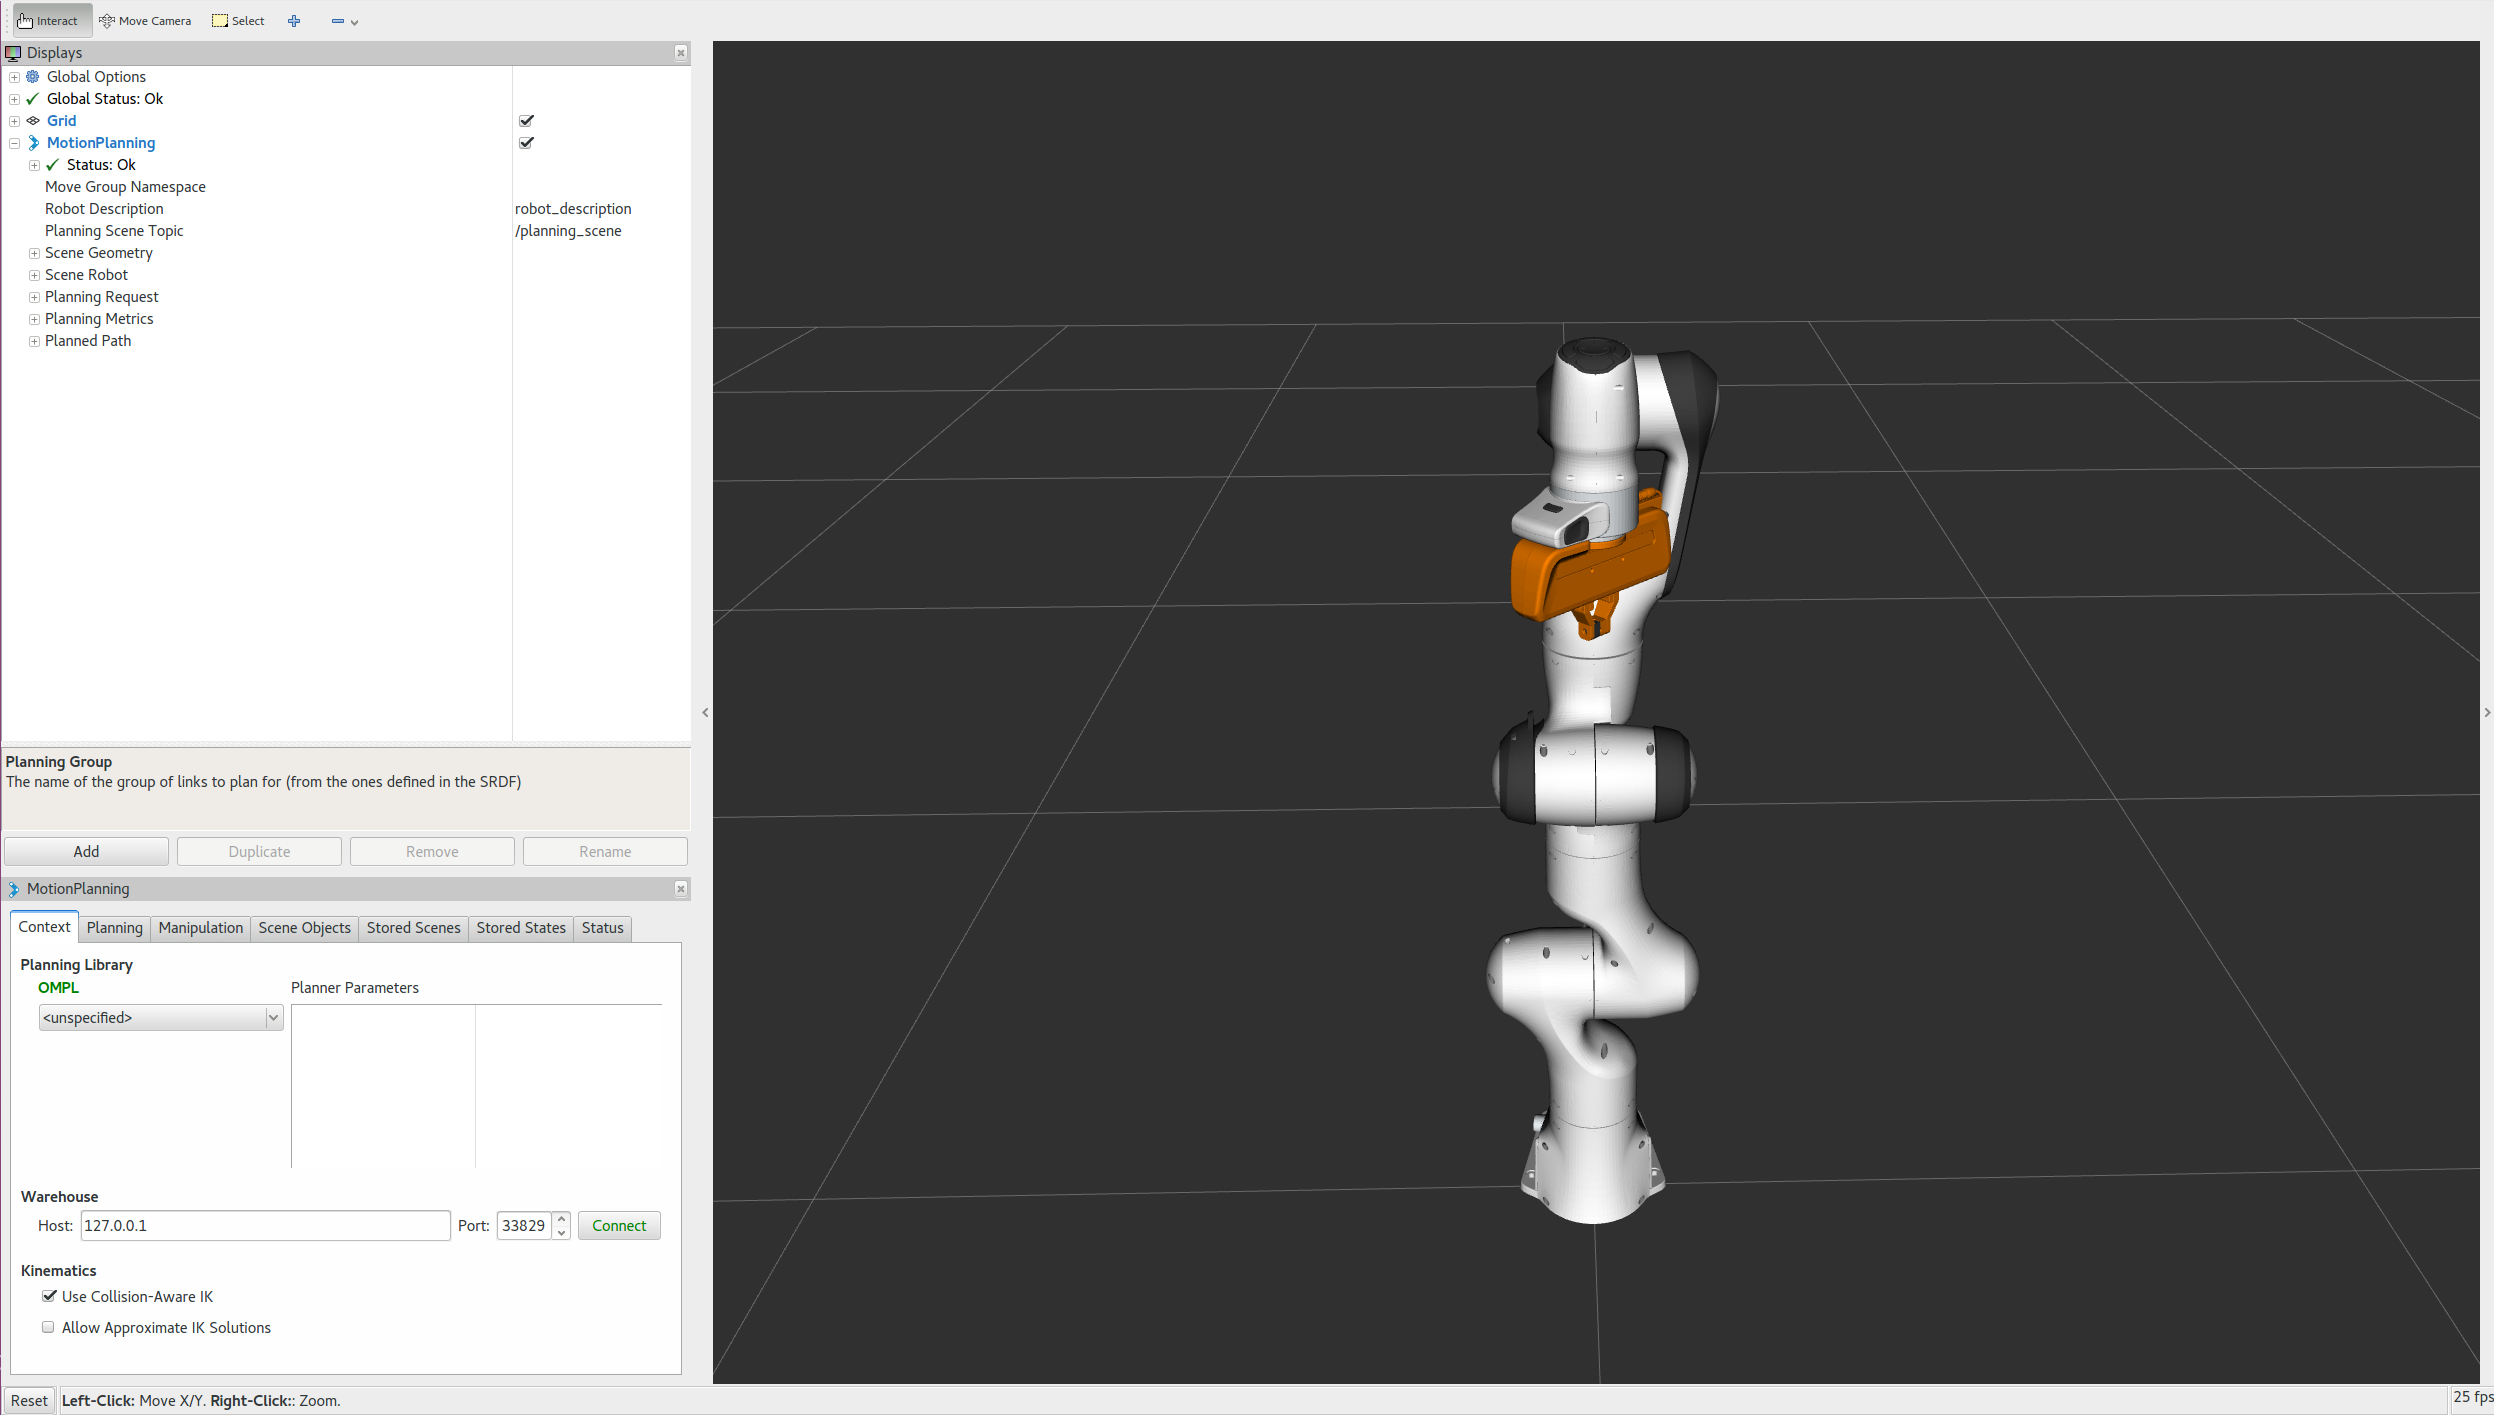 Interact Move Camera Select
Displays
Global Options
Global Status: Ok
Grid
MotionPlanning
Status: Ok
Move Group Namespace
Robot Description robot_description
Planning Scene Topic /planning_scene
Scene Geometry
Scene Robot
Planning Request
Planning Metrics
Planned Path
Planning Group
The name of the group of links to plan for (from the ones defined in the SRDF)
Add Duplicate Remove Rename
MotionPlanning
Context Planning Manipulation Scene Objects Stored Scenes Stored States Status
Planning Library
OMPL Planner Parameters
<unspecified>
Warehouse
Host: 127.0.0.1 Port: 33829 Connect
Kinematics
Use Collision-Aware IK
Allow Approximate IK Solutions
Reset Left-Click: Move X/Y. Right-Click:: Zoom. 25 fps